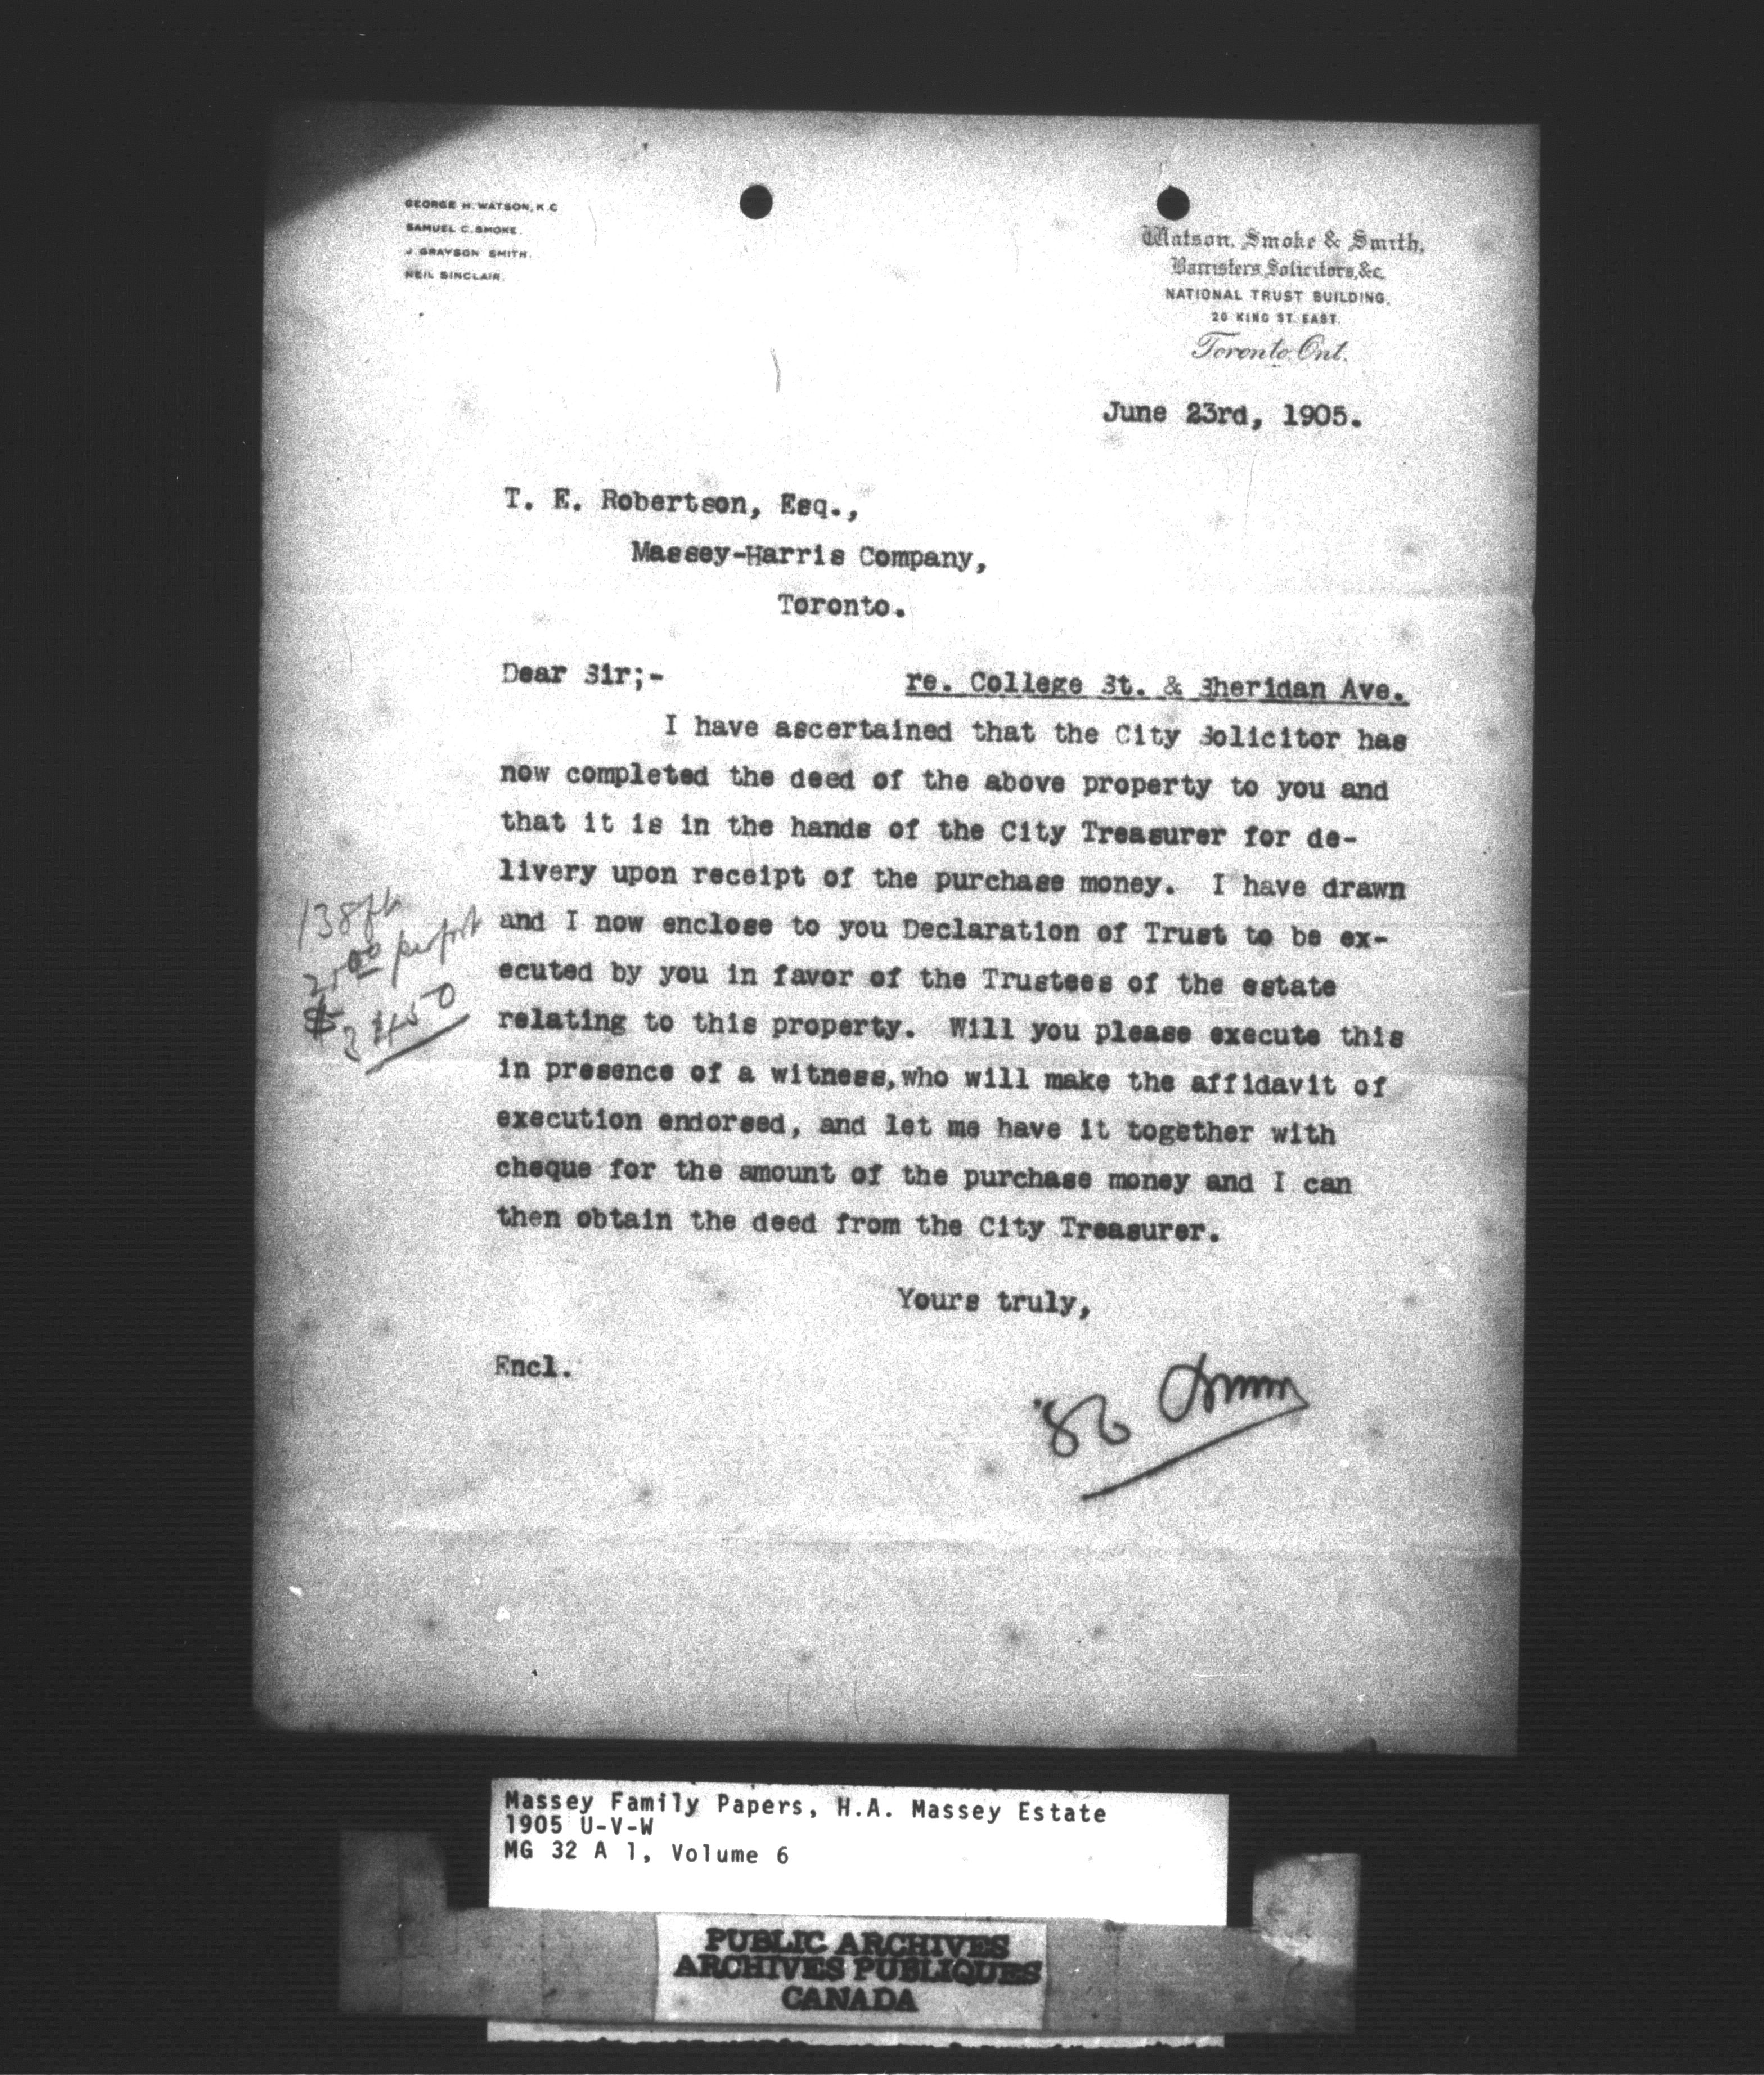 GEORGE H. WATSON, K.C.
SAMUEL C. SMOKE.
J. GRAYSON SMITH.
NEIL SINCLAIR.
Watson, Smoke & Smith,
Barristers, Solicitors, &c.
NATIONAL TRUST BUILDING.
20 KING ST. EAST.
Toronto, Ont.
June 23rd, 1905.
T. E. Robertson, Esq.,
Massey-Harris Company,
Toronto.
Dear Sir;-
re. College St. & Sheridan Ave.
I have ascertained that the City Solicitor has
now completed the deed of the above property to you and
that it is in the hands of the City Treasurer for de-
livery upon receipt of the purchase money. I have drawn
and I now enclose to you Declaration of Trust to be ex-
ecuted by you in favor of the Trustees of the estate
relating to this property. Will you please execute this
in presence of a witness,who will make the affidavit of
execution endorsed, and let me have it together with
cheque for the amount of the purchase money and I can
then obtain the deed from the City Treasurer.
138 ft
25 00 per foot
$ 3450
Yours truly,
Encl.
Massey Family Papers, H.A. Massey Estate
1905 U-V-W
MG 32 A 1, Volume 6
PUBLIC ARCHIVES
ARCHIVES PUBLIQUES
CANADA